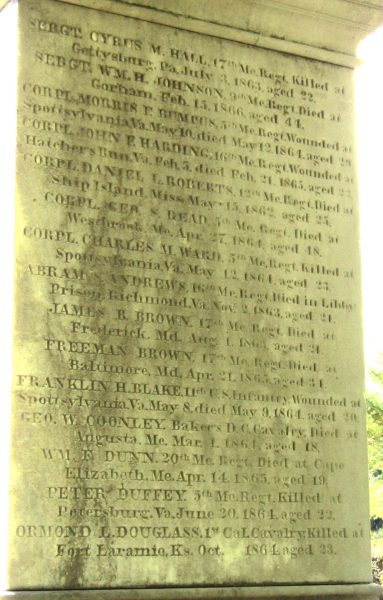 SERGT. CYRUS M. HALL, 17th Me. Regt. Killed at
Gettysburg, Pa. July 3, 1863, aged 22.
SERGT. WM. H. JOHNSON, 9th Me. Regt. Died at
Gorham, Feb. 15, 1866, aged 44.
CORPL. MORRIS P. BUMPUS, 5th Me. Regt. Wounded at
Spottsylvania, Va. May 10, died May 12, 1864, aged 29.
CORPL. JOHN F. HARDING, 16th Me. Regt. Wounded at
Hatchers Run, Va. Feb. 5, died Feb. 21, 1865, aged 22.
CORPL. DANIEL L. ROBERTS, 12th Me. Regt. Died at
Ship Island, Miss. May 15, 1862, aged 25.
CORPL. GEO. S. READ, 5th Me. Regt. Died at
Westbrook, Me. Apr. 27, 1864, aged 48.
CORPL. CHARLES M. WARD, 5th Me. Regt. Killed at
Spottsylvania, Va. May 12, 1864, aged 23.
ABRAM S. ANDREWS, 16th Me. Regt. Died in Libby
Prison, Richmond, Va. Nov. 2, 1863, aged 21.
JAMES B. BROWN, 17th Me. Regt. Died at
Frederick, Md. Aug. 1, 1863, aged 21.
FREEMAN BROWN, 17th Me. Regt. Died at
Baltimore, Md. Apr. 21, 1863, aged 34.
FRANKLIN H. BLAKE, 11th U.S. Infantry, Wounded at
Spottsylvania, Va. May 8, died May 9, 1864, aged 20.
GEO. W. COONLEY, Bakers D.C. Cavalry, Died at
Augusta, Me. Mar. 4, 1864, aged 18.
WM. F. DUNN, 20th Me. Regt. Died at Cape
Elizabeth, Me. Apr. 14, 1865, aged 19.
PETER DUFFEY, 5th Me. Regt. Killed at
Petersburg, Va. June 20, 1864, aged 22.
ORMOND L. DOUGLASS, 1st Cal. Cavalry, Killed at
Fort Laramie, Ks. Oct. 1864, aged 23.